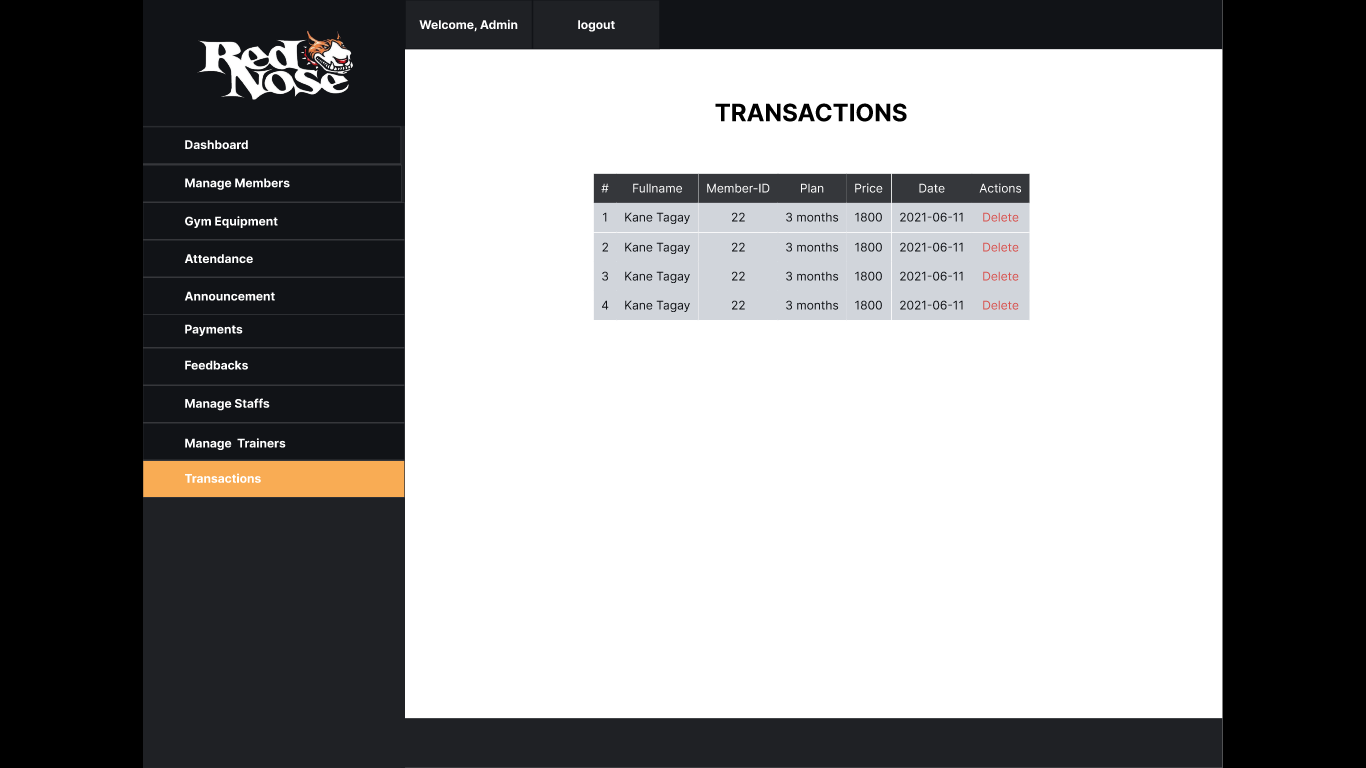 Red
Nose
Welcome, Admin
logout
Dashboard
Manage Members
Gym Equipment
Attendance
Announcement
Payments
Feedbacks
Manage Staffs
Manage  Trainers
Transactions
TRANSACTIONS
# Fullname Member-ID Plan Price Date Actions
1 Kane Tagay 22 3 months 1800 2021-06-11 Delete
2 Kane Tagay 22 3 months 1800 2021-06-11 Delete
3 Kane Tagay 22 3 months 1800 2021-06-11 Delete
4 Kane Tagay 22 3 months 1800 2021-06-11 Delete